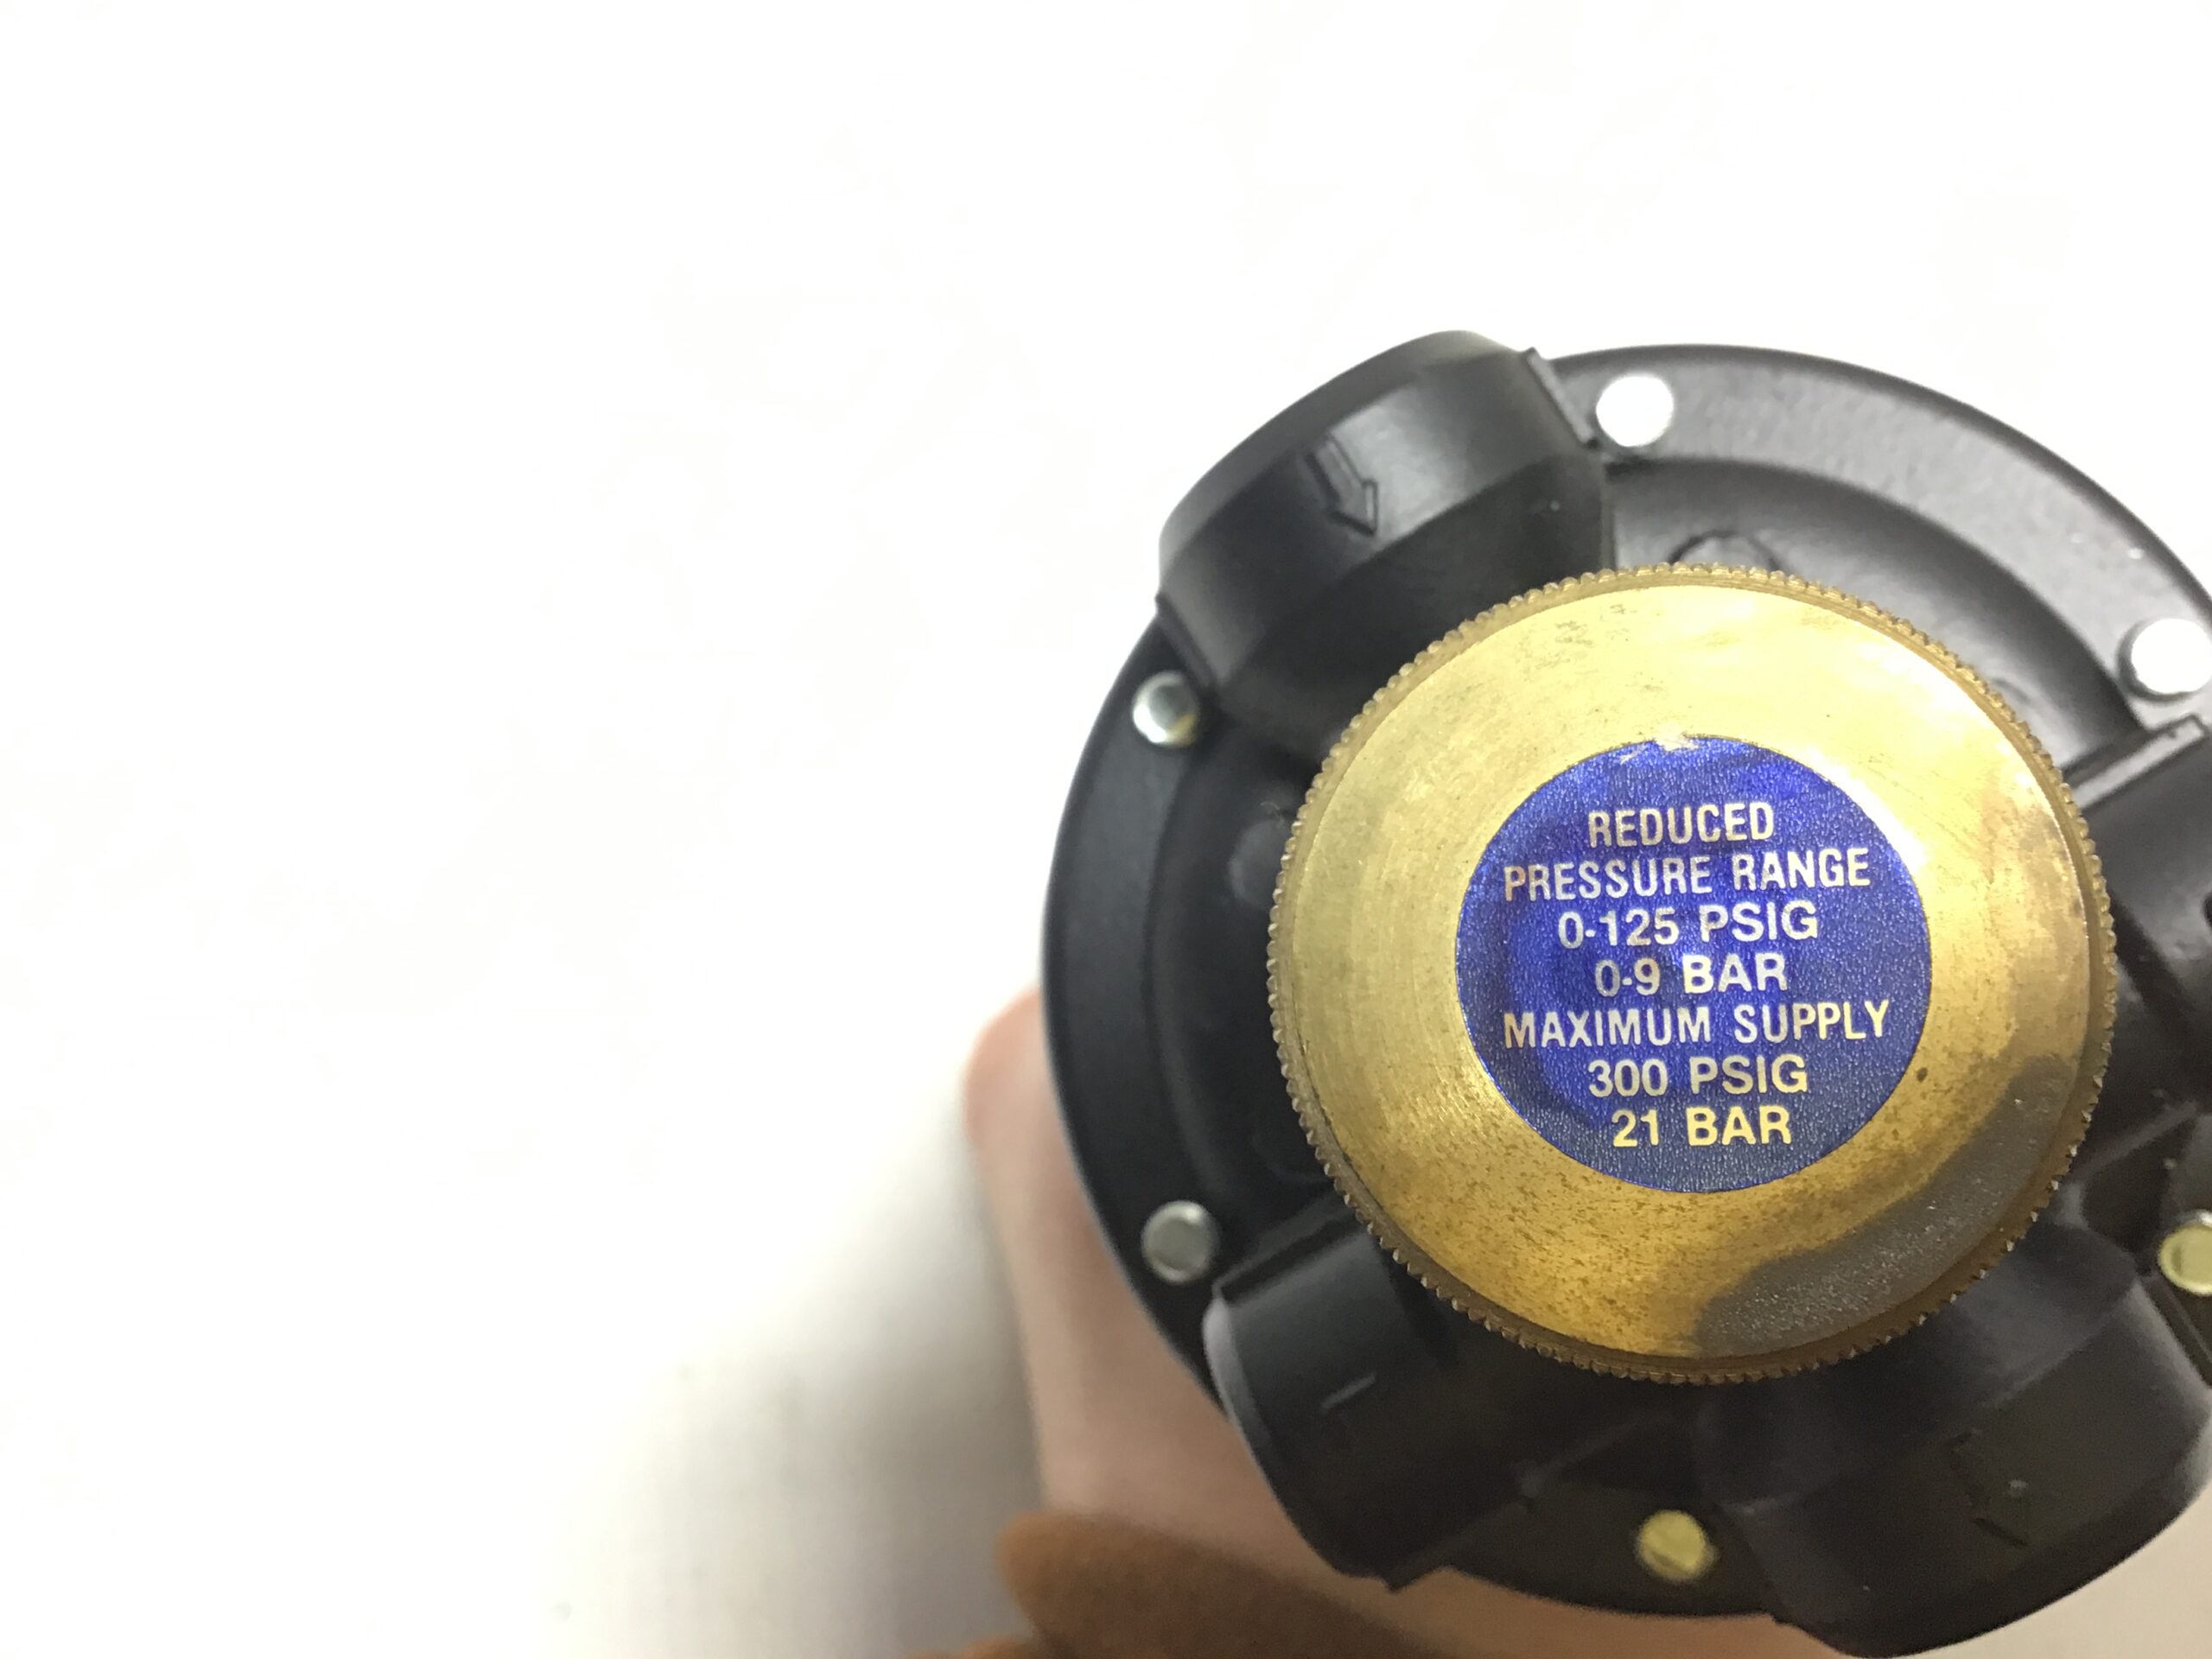 REDUCED
PRESSURE RANGE
0-125 PSIG
0-9 BAR
MAXIMUM SUPPLY
300 PSIG
21 BAR